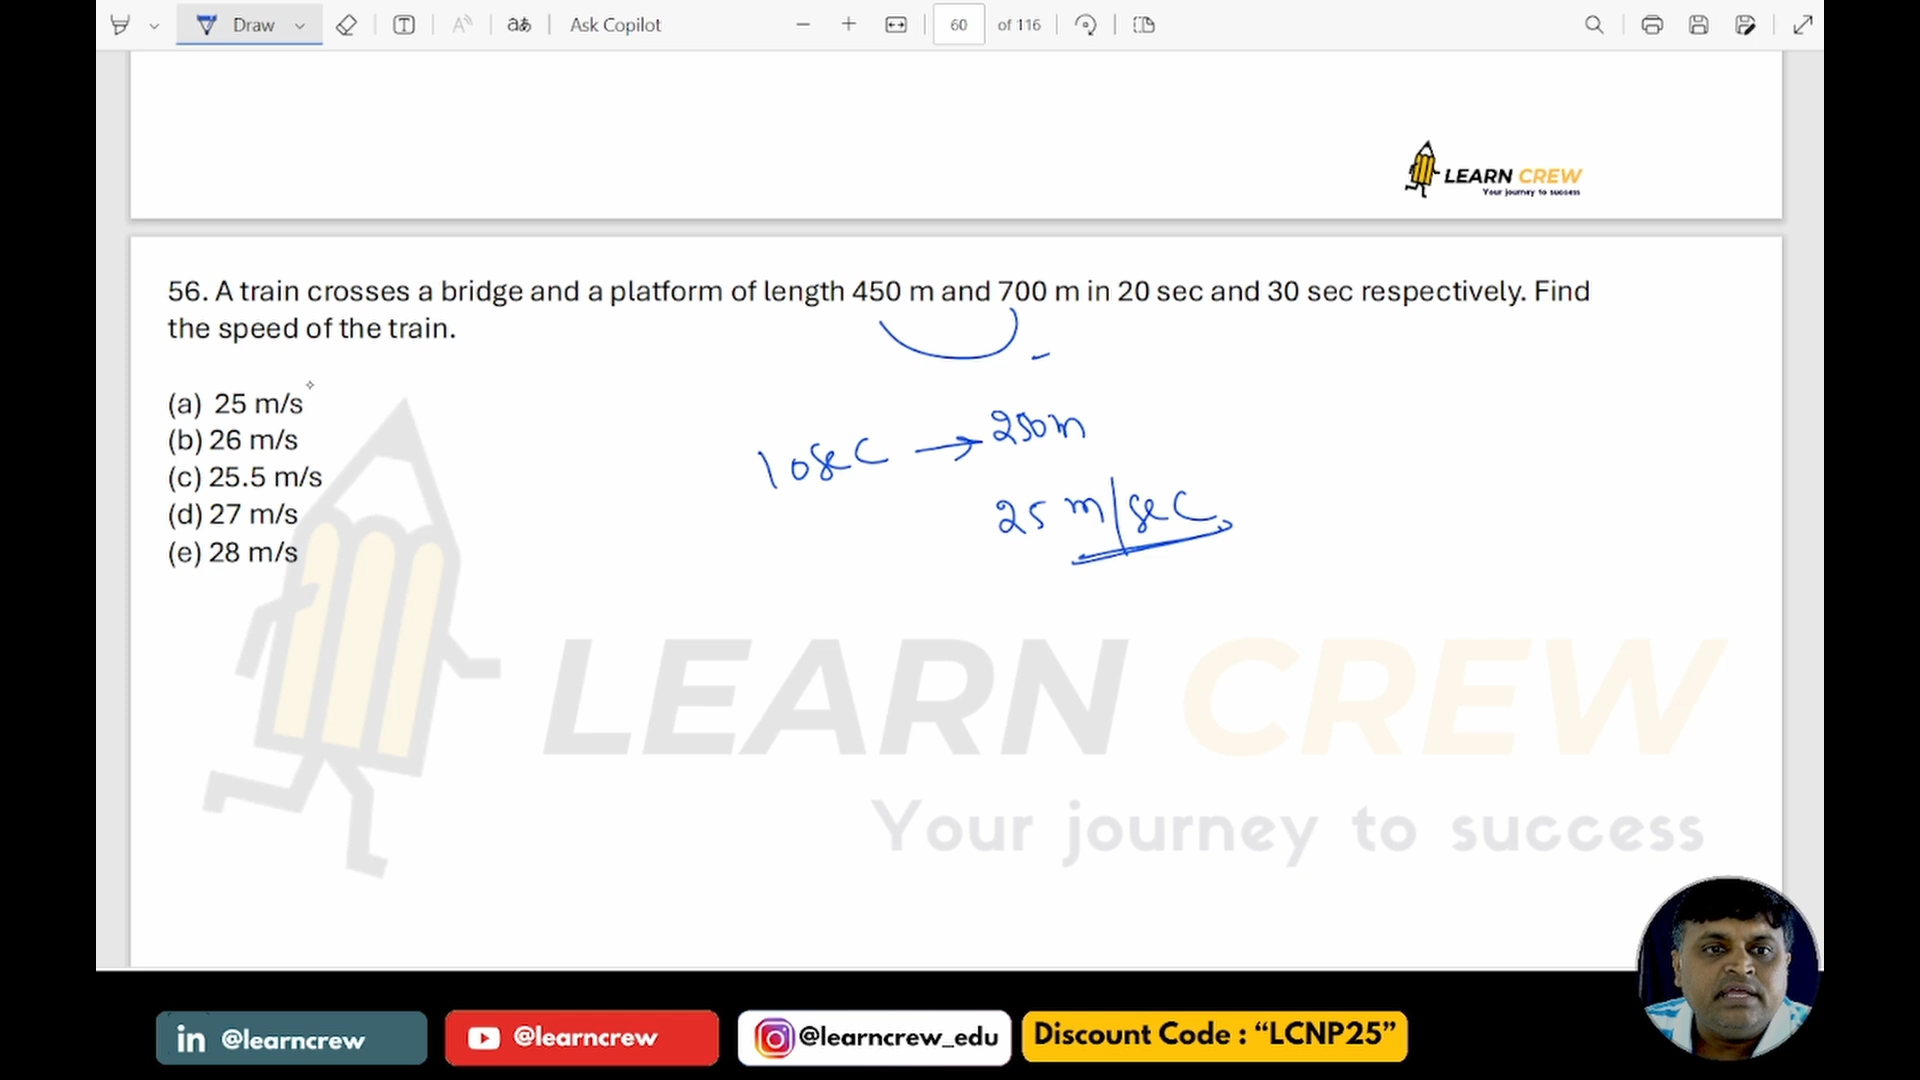 Draw
Ask Copilot
60 of 116
LEARN CREW
Your journey to success
56. A train crosses a bridge and a platform of length 450 m and 700 m in 20 sec and 30 sec respectively. Find
the speed of the train.
(a) 25 m/s
(b) 26 m/s
(c) 25.5 m/s
(d) 27 m/s
(e) 28 m/s
10sec → 250m
25 m/sec
LEARN CREW
Your journey to success
in @learncrew
@learncrew
@learncrew_edu
Discount Code : “LCNP25”